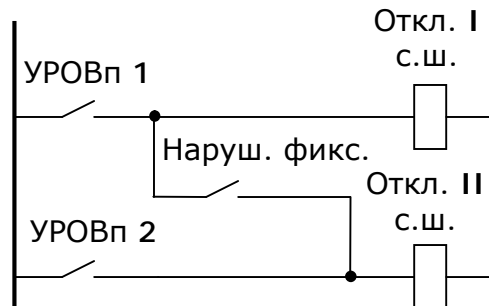 Откл. I
с.ш.
УРОВп 1
Наруш. фикс.
Откл. II
с.ш.
УРОВп 2